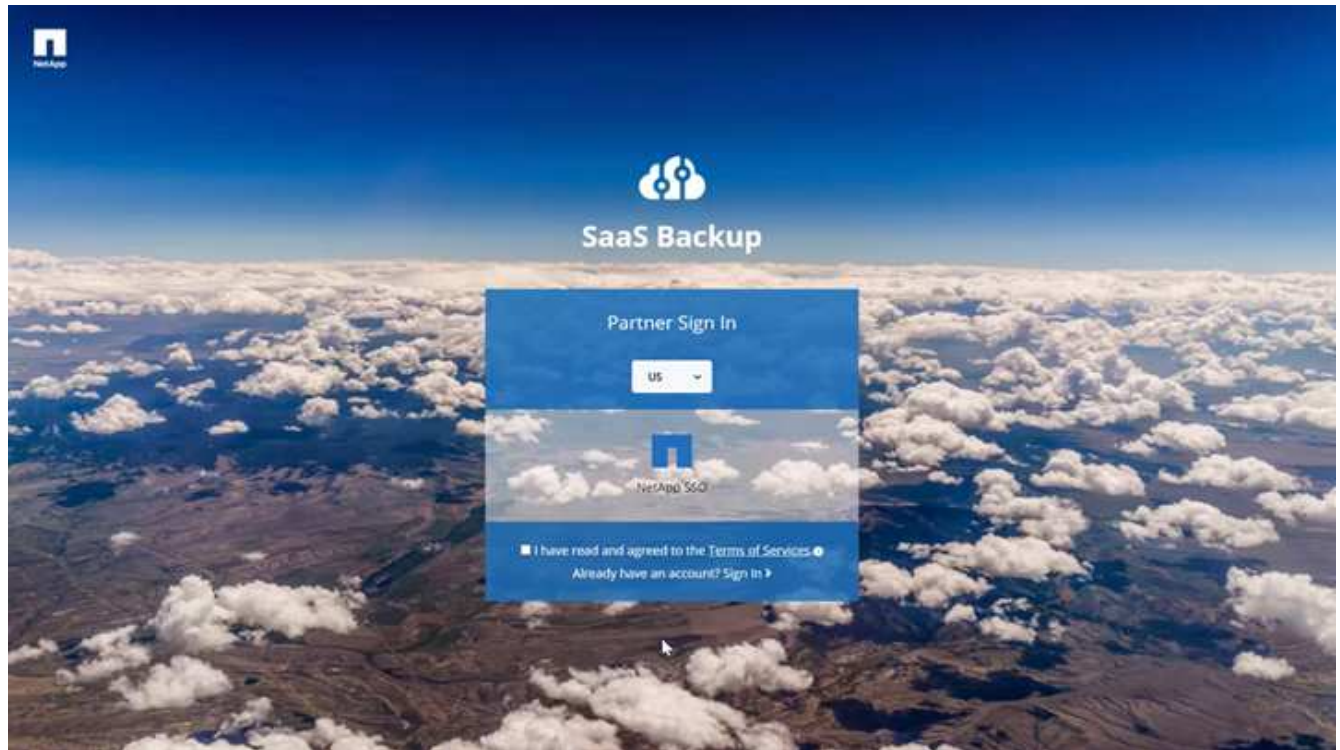 NetApp
SaaS Backup
Partner Sign In
US
NetApp SSO
I have read and agreed to the Terms of Services.
Already have an account? Sign In